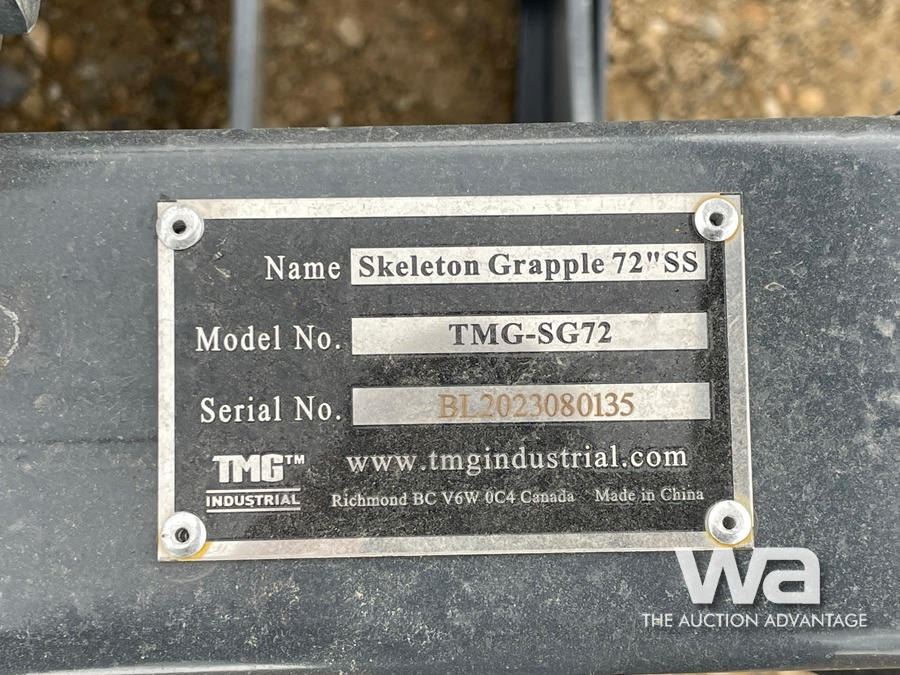 Name Skeleton Grapple 72"SS
Model No. TMG-SG72
Serial No. BL2023080135
TMG™ www.tmgindustrial.com
INDUSTRIAL Richmond BC V6W 0C4 Canada Made in China
wa
THE AUCTION ADVANTAGE